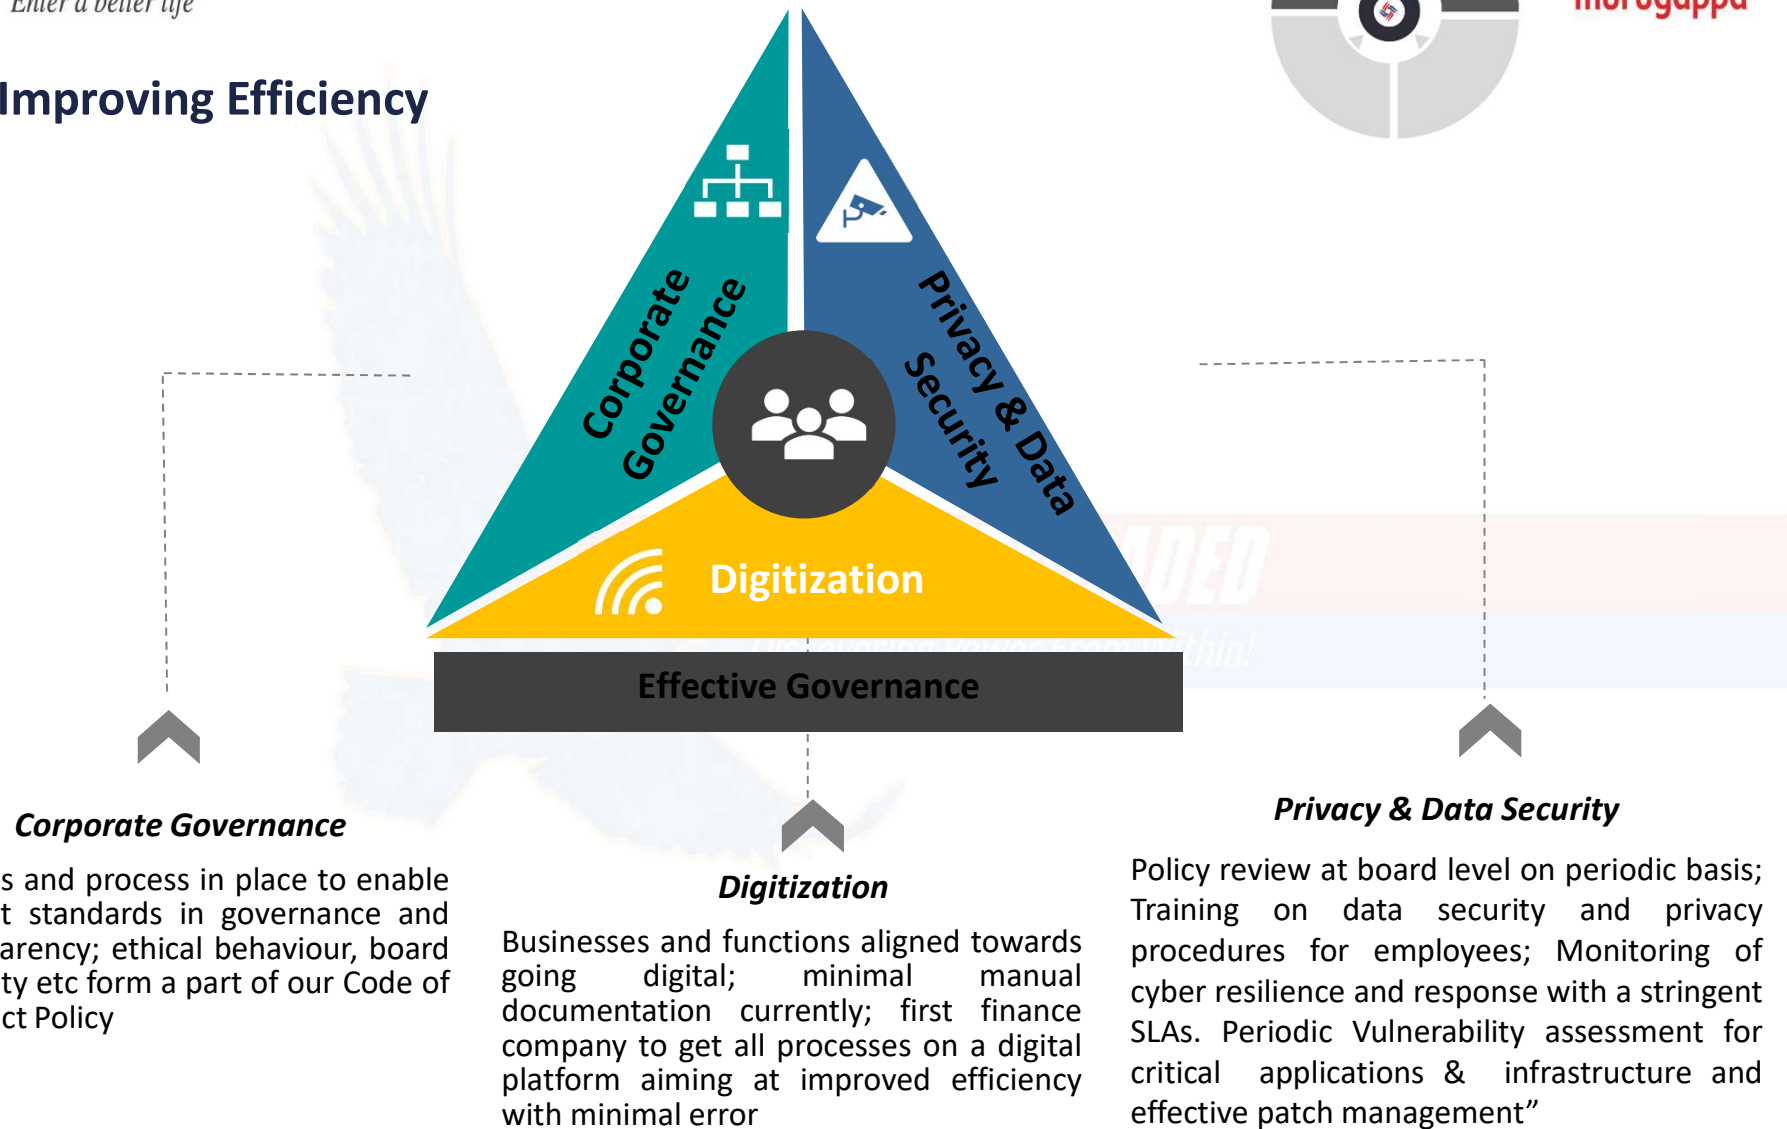 Enter a better life
murugappa
Improving Efficiency
Corporate
Governance
Privacy & Data
Security
Digitization
Effective Governance
Corporate Governance
s and process in place to enable
t standards in governance and
arency; ethical behaviour, board
ty etc form a part of our Code of
ct Policy
Digitization
Businesses and functions aligned towards
going digital; minimal manual
documentation currently; first finance
company to get all processes on a digital
platform aiming at improved efficiency
with minimal error
Privacy & Data Security
Policy review at board level on periodic basis;
Training on data security and privacy
procedures for employees; Monitoring of
cyber resilience and response with a stringent
SLAs. Periodic Vulnerability assessment for
critical applications & infrastructure and
effective patch management”